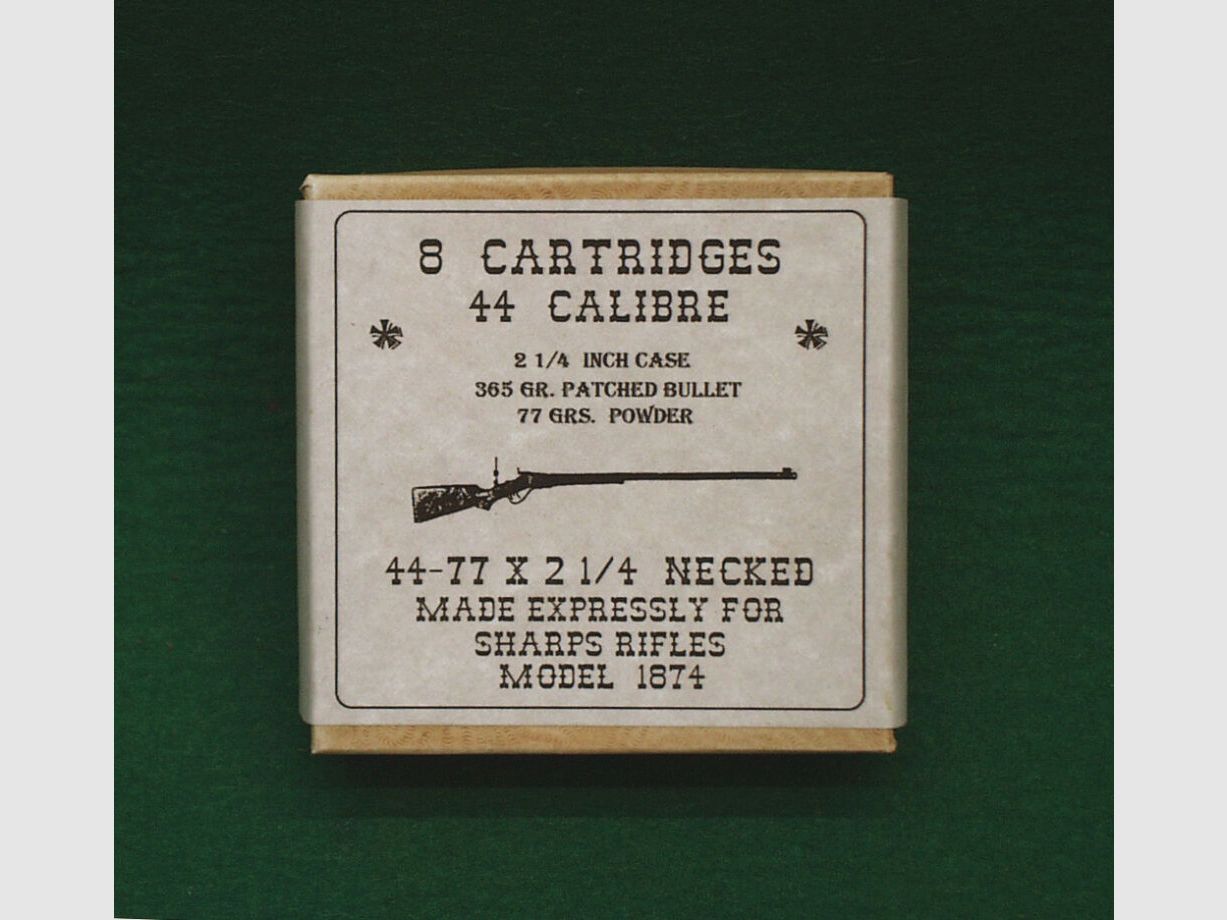 8 CARTRIDGES
44 CALIBRE
2 1/4 INCH CASE
365 GR. PATCHED BULLET
77 GRS. POWDER
44-77 X 2 1/4 NECKED
MADE EXPRESSLY FOR
SHARPS RIFLES
MODEL 1874